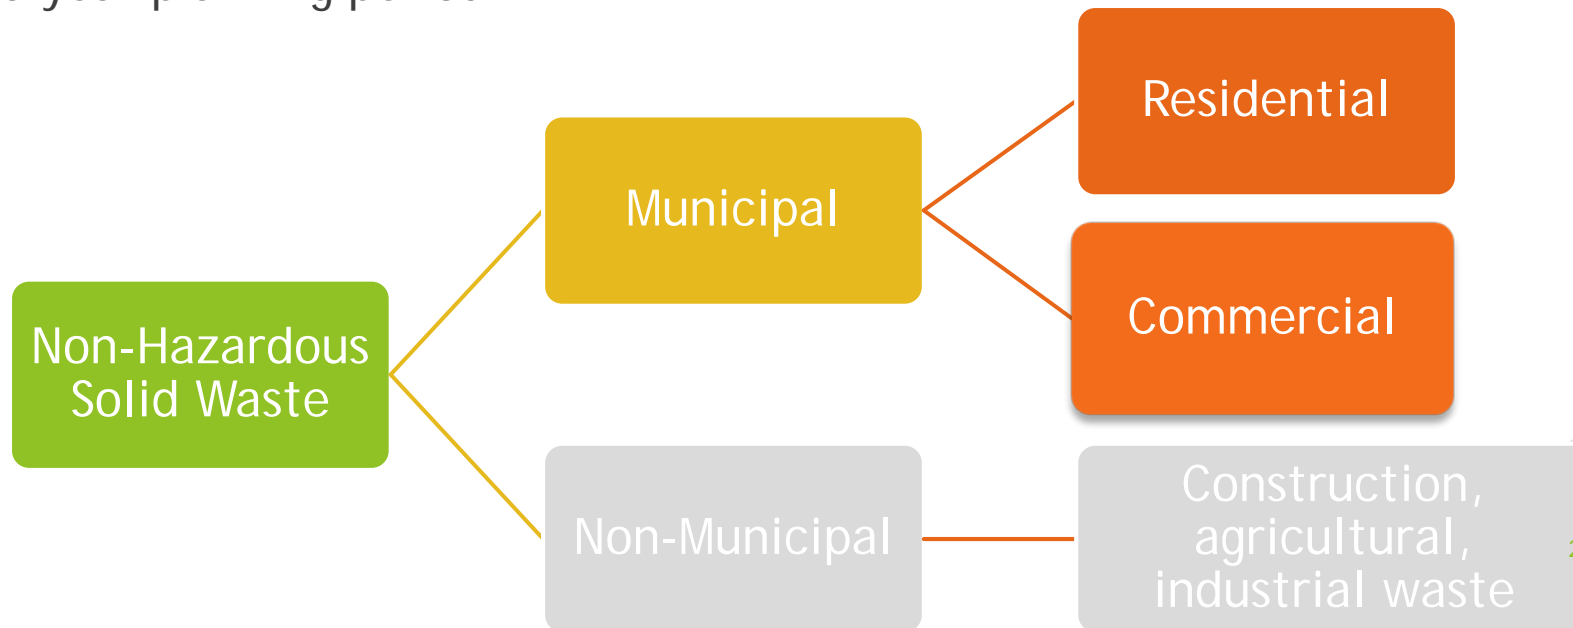 Residential
Municipal
Commercial
Non-Hazardous
Solid Waste
Non-Municipal
Construction,
agricultural,
industrial waste